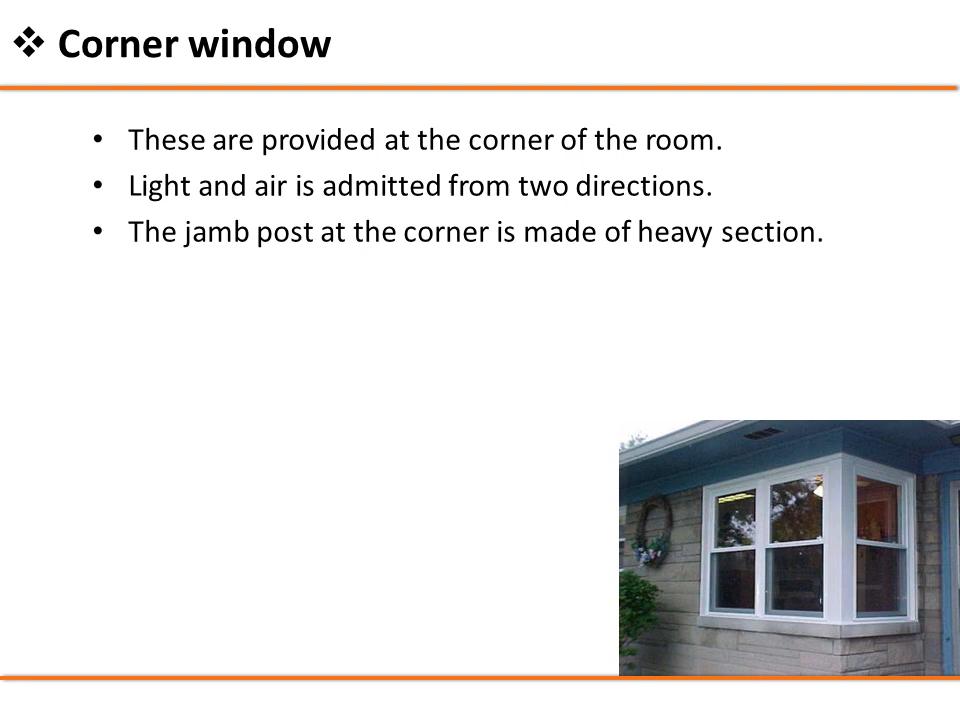 ❖ Corner window
• These are provided at the corner of the room.
• Light and air is admitted from two directions.
• The jamb post at the corner is made of heavy section.